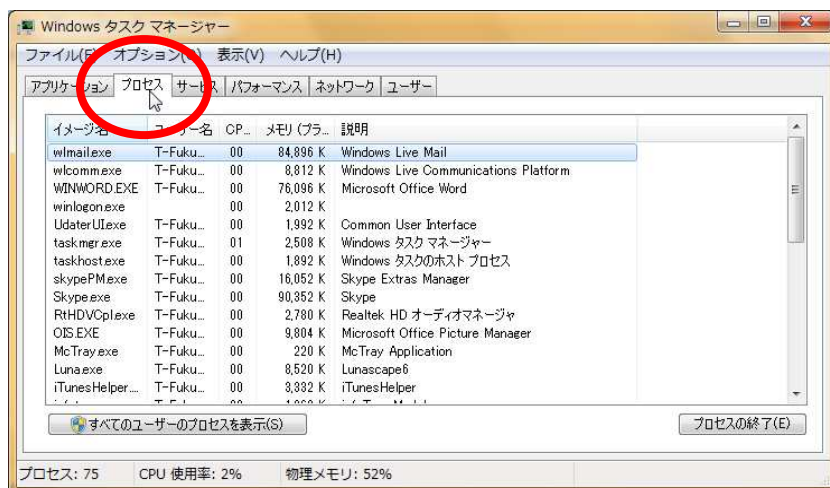 Windows タスク マネージャー
ファイル(F) オプション(O) 表示(V) ヘルプ(H)
アプリケーション プロセス サービス パフォーマンス ネットワーク ユーザー
イメージ名 ユーザー名 CP... メモリ (プラ... 説明
wlmail.exe T-Fuku... 00 84,896 K Windows Live Mail
wlcomm.exe T-Fuku... 00 8,812 K Windows Live Communications Platform
WINWORD.EXE T-Fuku... 00 76,096 K Microsoft Office Word
winlogon.exe 00 2,012 K
UdaterUI.exe T-Fuku... 00 1,992 K Common User Interface
taskmgr.exe T-Fuku... 01 2,508 K Windows タスク マネージャー
taskhost.exe T-Fuku... 00 1,892 K Windows タスクのホスト プロセス
skypePM.exe T-Fuku... 00 16,052 K Skype Extras Manager
Skype.exe T-Fuku... 00 90,352 K Skype
RtHDVCpl.exe T-Fuku... 00 2,780 K Realtek HD オーディオマネージャ
OIS.EXE T-Fuku... 00 9,804 K Microsoft Office Picture Manager
McTray.exe T-Fuku... 00 220 K McTray Application
Luna.exe T-Fuku... 00 8,520 K Lunascape6
iTunesHelper.... T-Fuku... 00 3,332 K iTunesHelper
すべてのユーザーのプロセスを表示(S) プロセスの終了(E)
プロセス: 75 CPU 使用率: 2% 物理メモリ: 52%